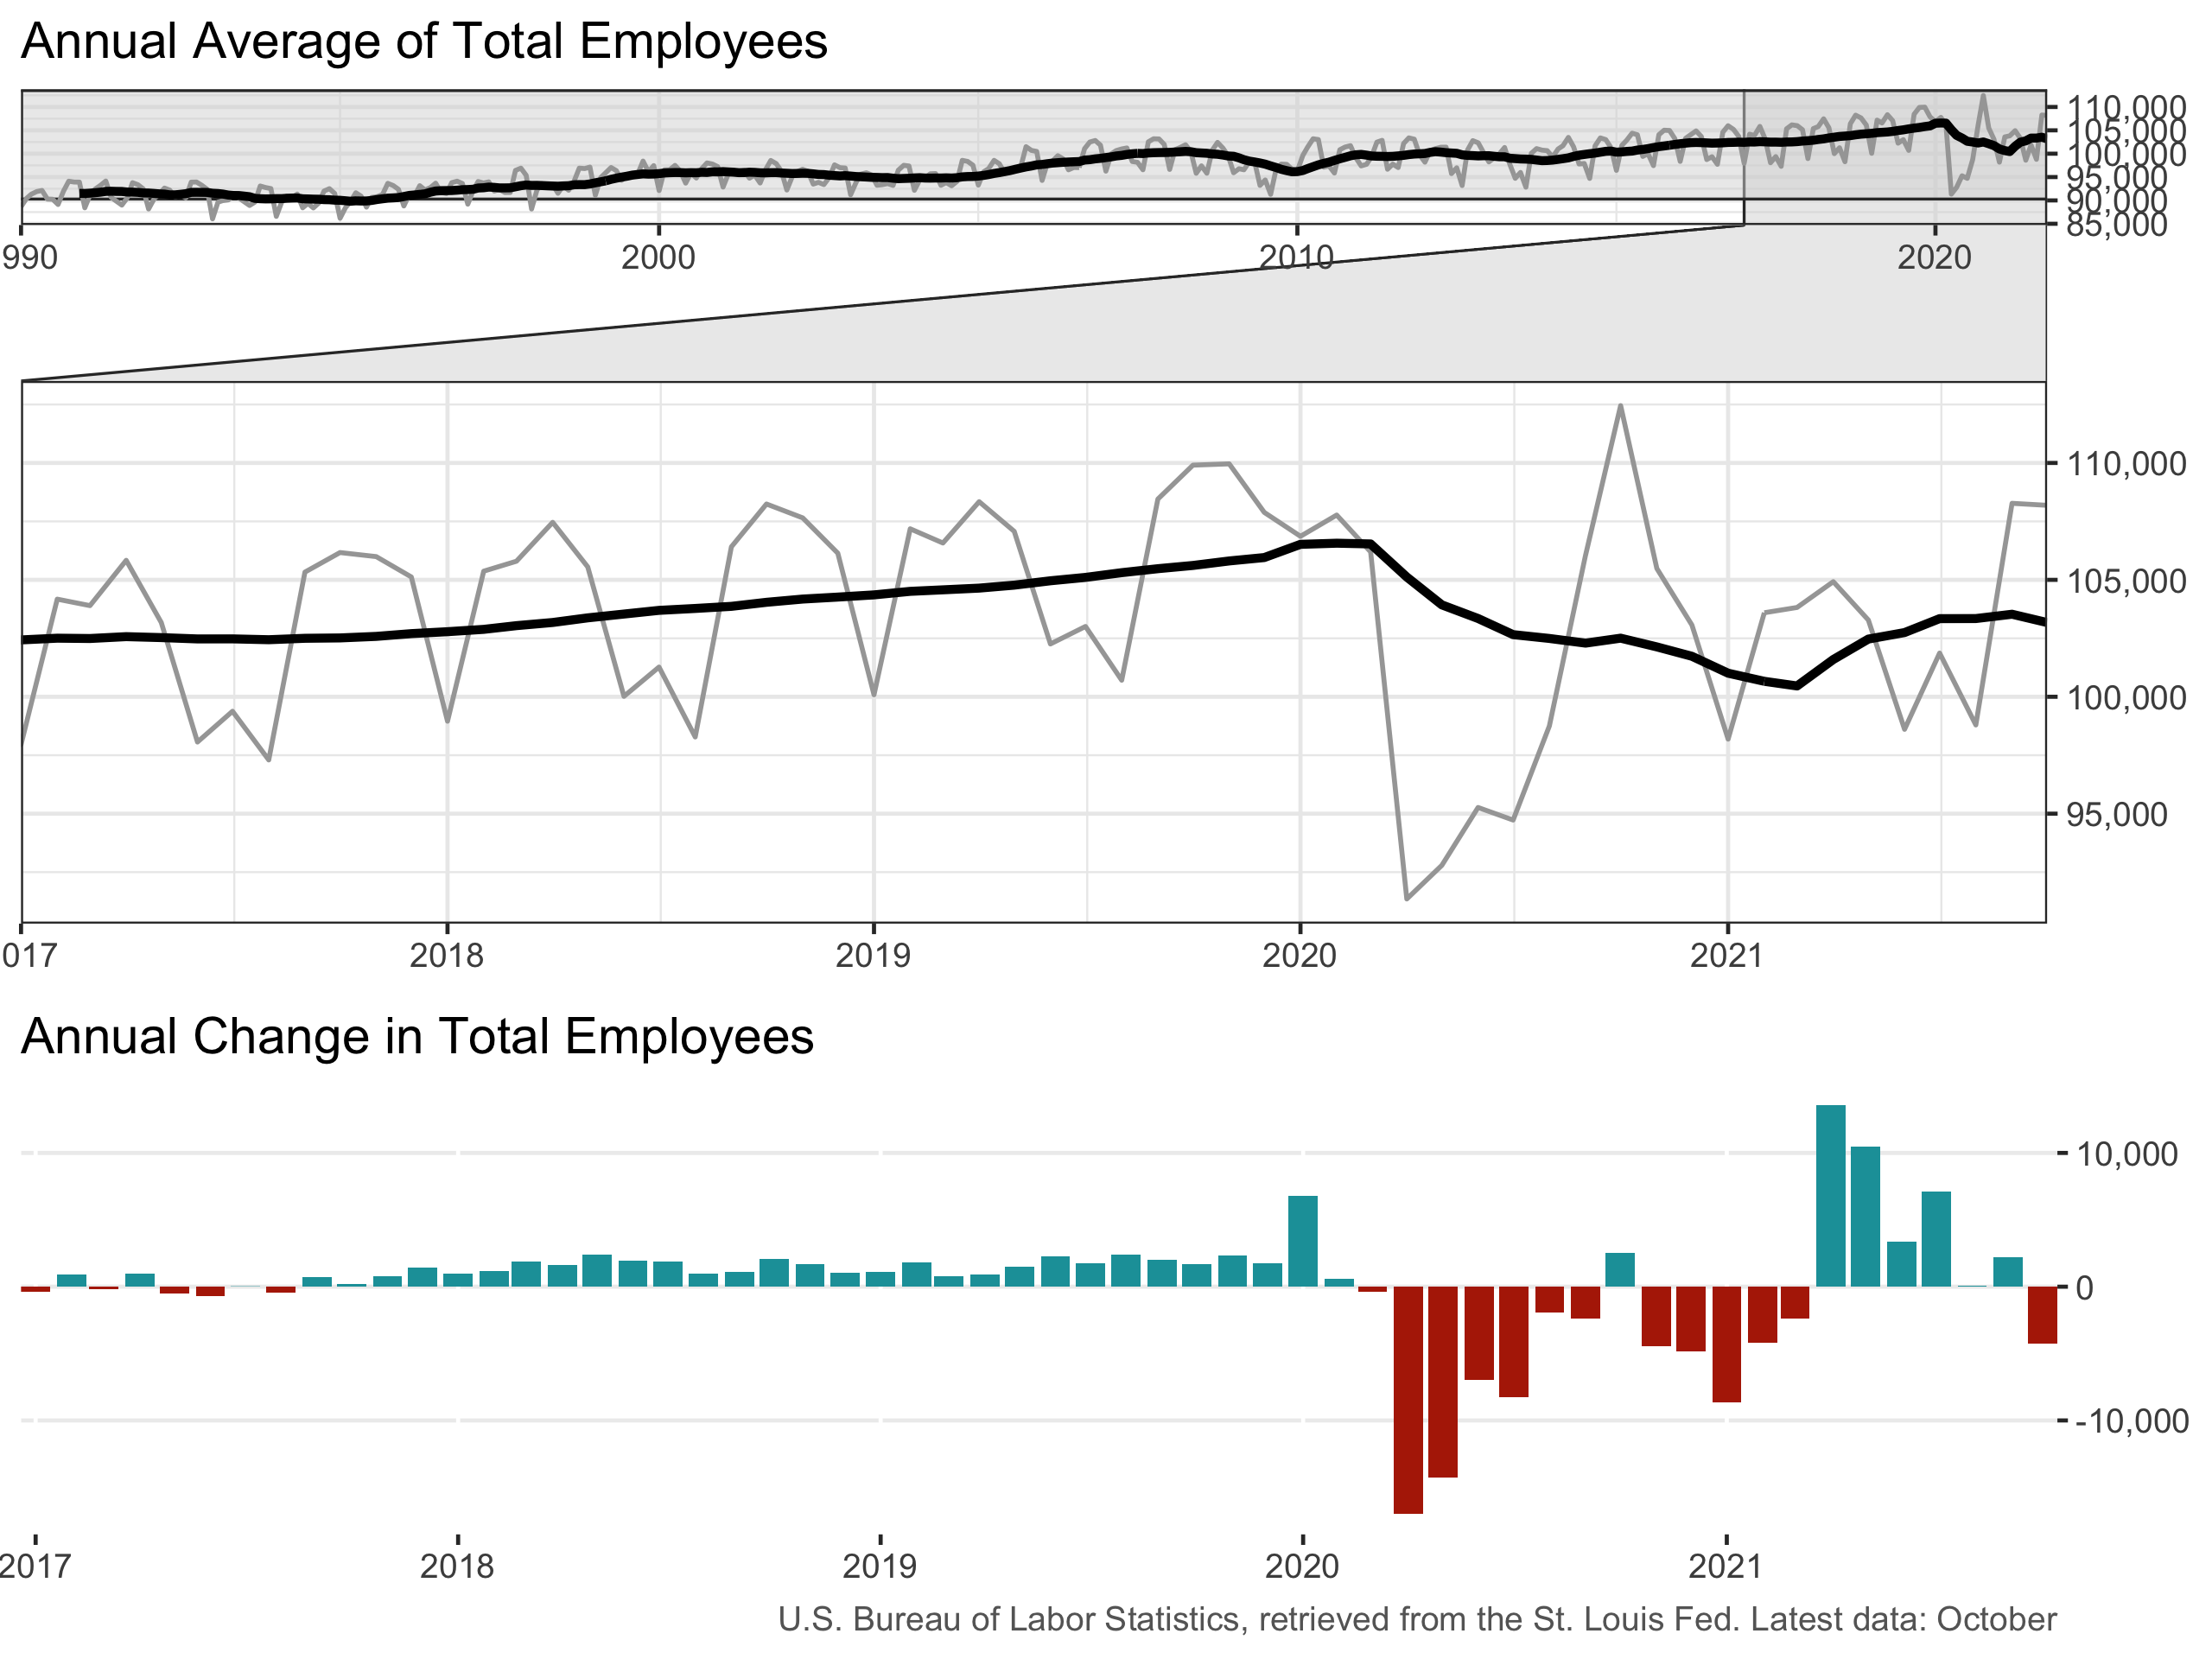 Annual Average of Total Employees
110,000
105,000
100,000
95,000
90,000
85,000
990 2000 2010 2020
110,000
105,000
100,000
95,000
017 2018 2019 2020 2021
Annual Change in Total Employees
10,000
0
-10,000
2017 2018 2019 2020 2021
U.S. Bureau of Labor Statistics, retrieved from the St. Louis Fed. Latest data: October